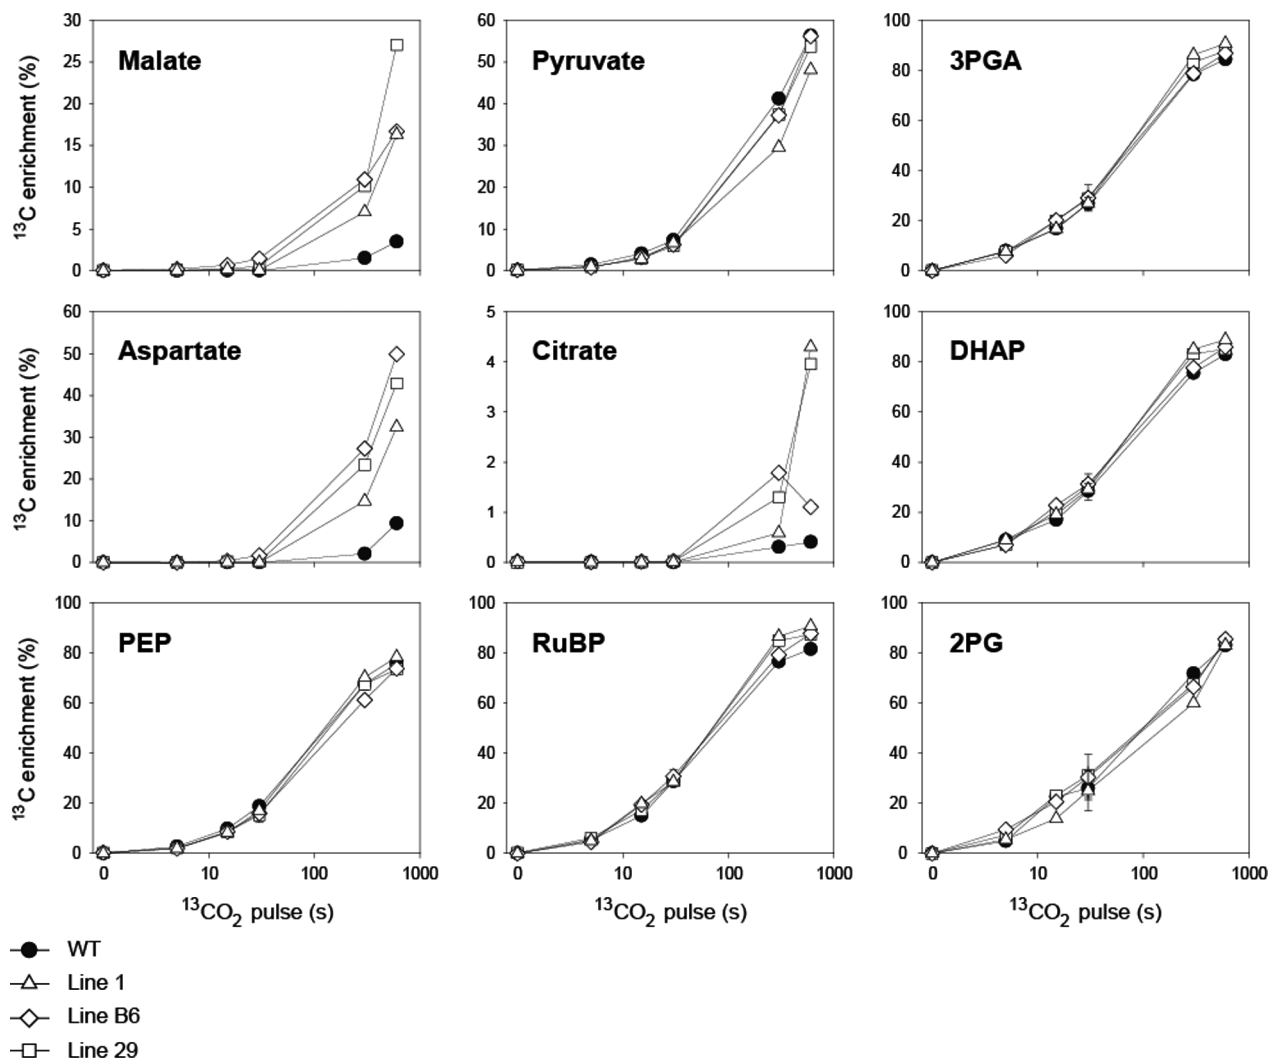 Malate
30
25
20
15
10
5
0
13C enrichment (%)
Pyruvate
60
50
40
30
20
10
0
3PGA
100
80
60
40
20
0
Aspartate
60
50
40
30
20
10
0
13C enrichment (%)
Citrate
5
4
3
2
1
0
DHAP
100
80
60
40
20
0
PEP
100
80
60
40
20
0
13C enrichment (%)
0 10 100 1000
13CO2 pulse (s)
RuBP
100
80
60
40
20
0
0 10 100 1000
13CO2 pulse (s)
2PG
100
80
60
40
20
0
0 10 100 1000
13CO2 pulse (s)
WT
Line 1
Line B6
Line 29